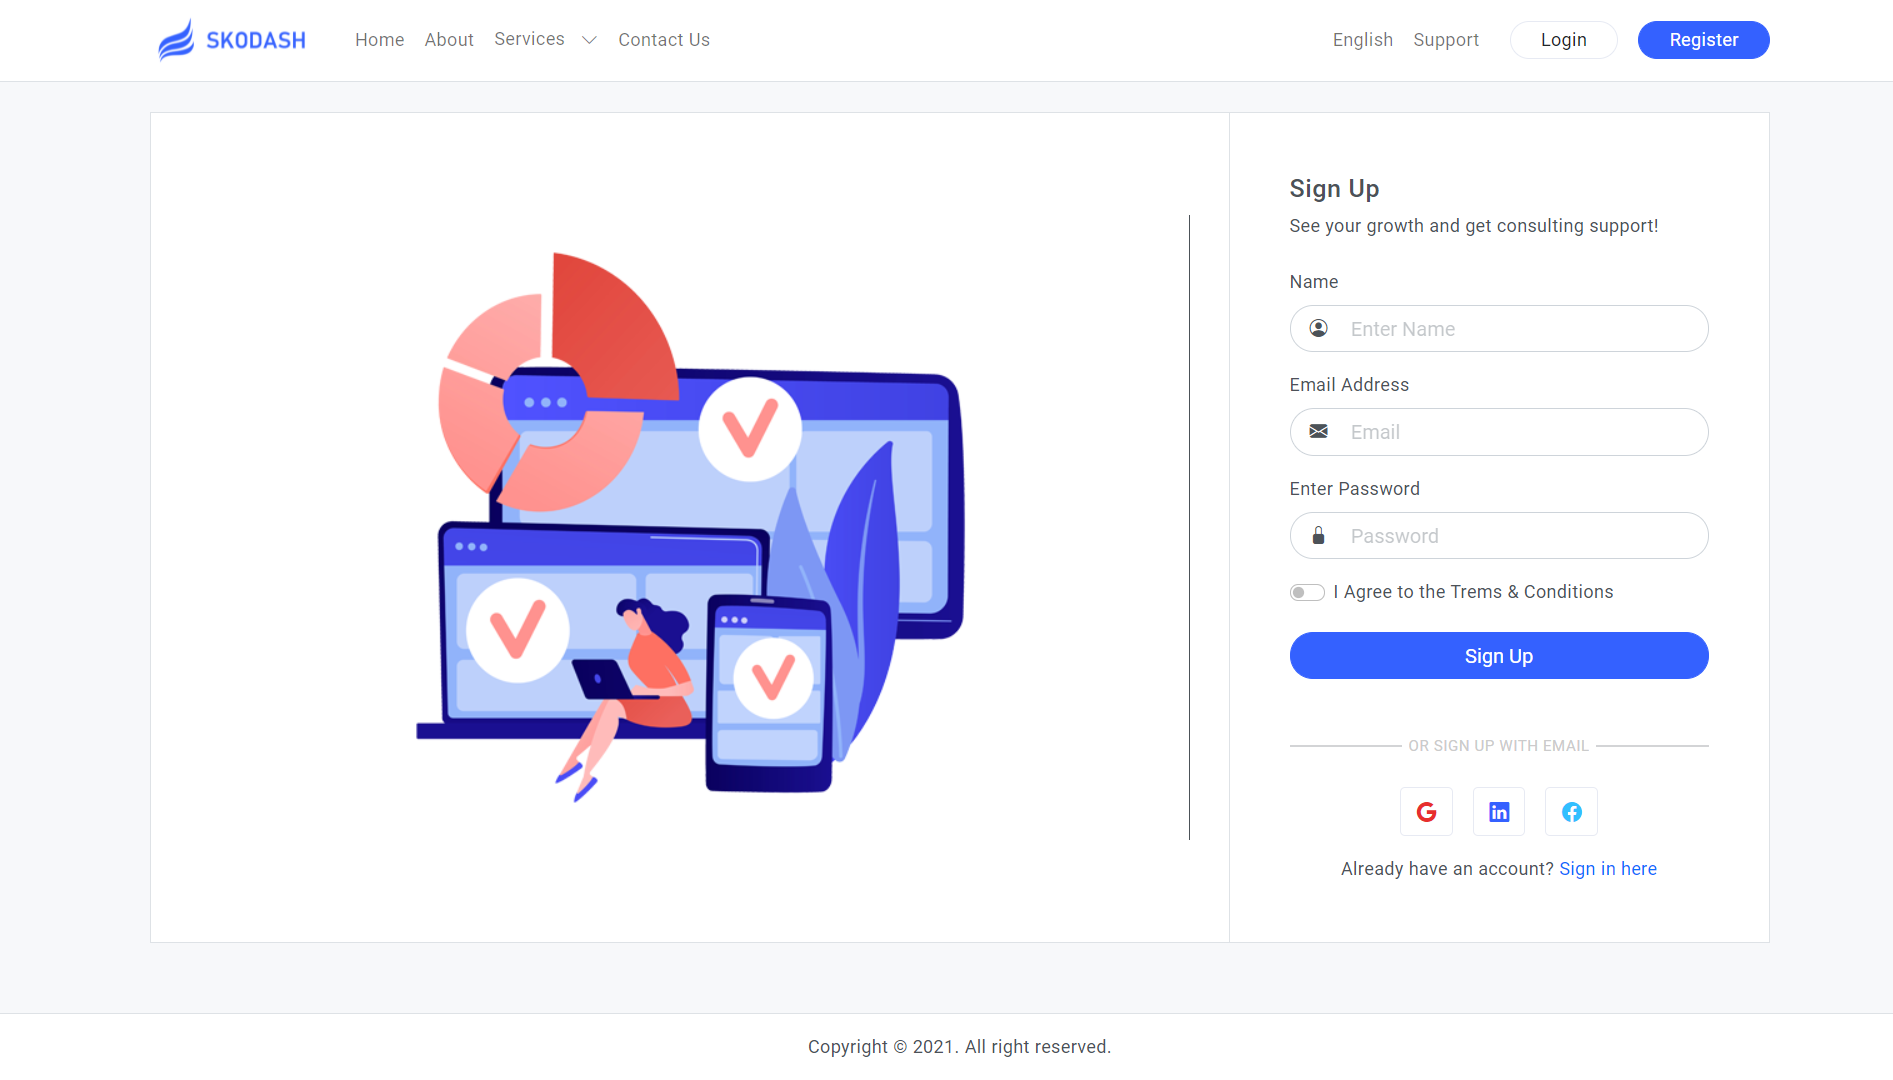 SKODASH
Home About Services Contact Us
English Support Login Register
Sign Up
See your growth and get consulting support!
Name
Enter Name
Email Address
Email
Enter Password
Password
I Agree to the Trems & Conditions
Sign Up
OR SIGN UP WITH EMAIL
Already have an account? Sign in here
Copyright © 2021. All right reserved.